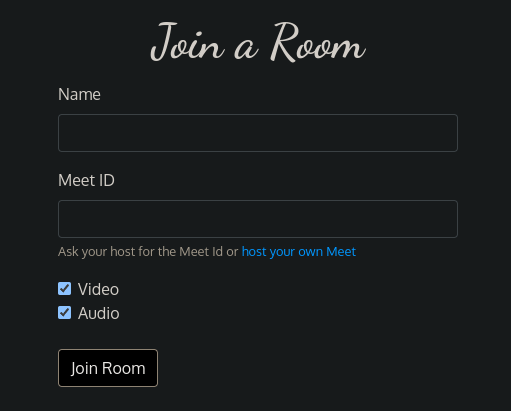 Join a Room
Name
Meet ID
Ask your host for the Meet Id or host your own Meet
Video
Audio
Join Room